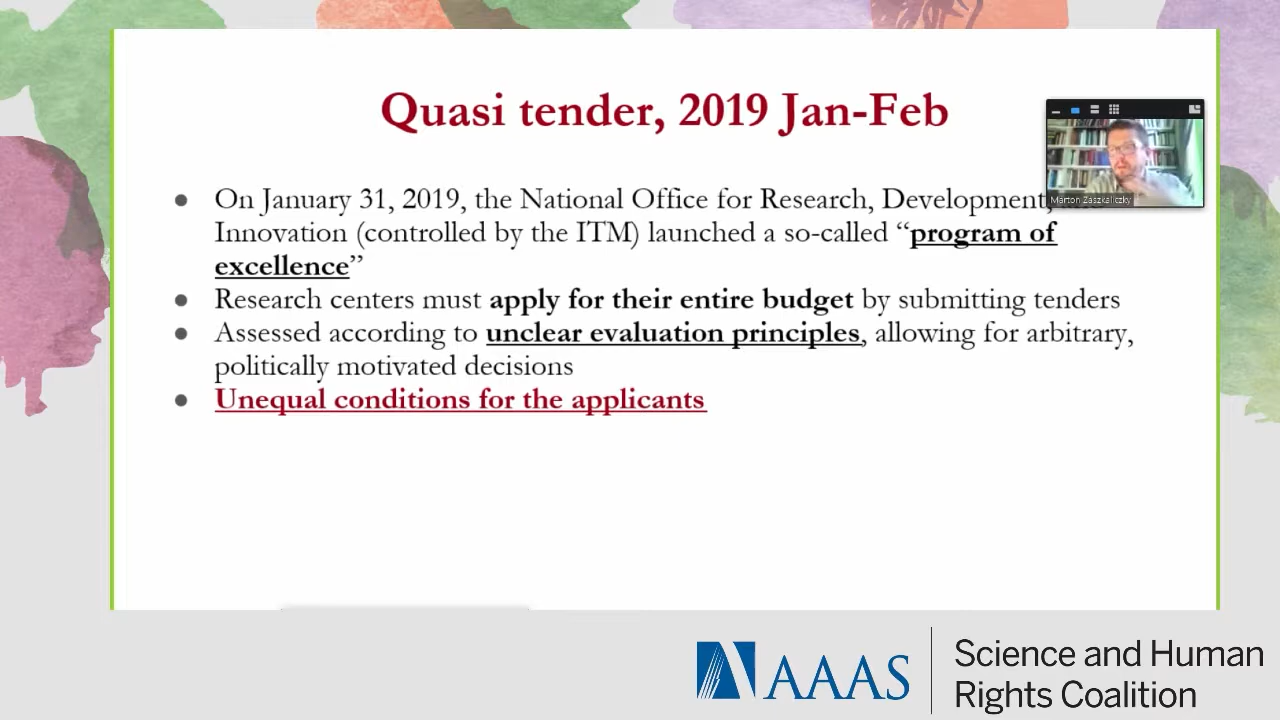 Quasi tender, 2019 Jan-Feb
● On January 31, 2019, the National Office for Research, Development,
Innovation (controlled by the ITM) launched a so-called “program of
excellence”
● Research centers must apply for their entire budget by submitting tenders
● Assessed according to unclear evaluation principles, allowing for arbitrary,
politically motivated decisions
● Unequal conditions for the applicants
Marton Zaszkaliczky
AAAS
Science and Human
Rights Coalition